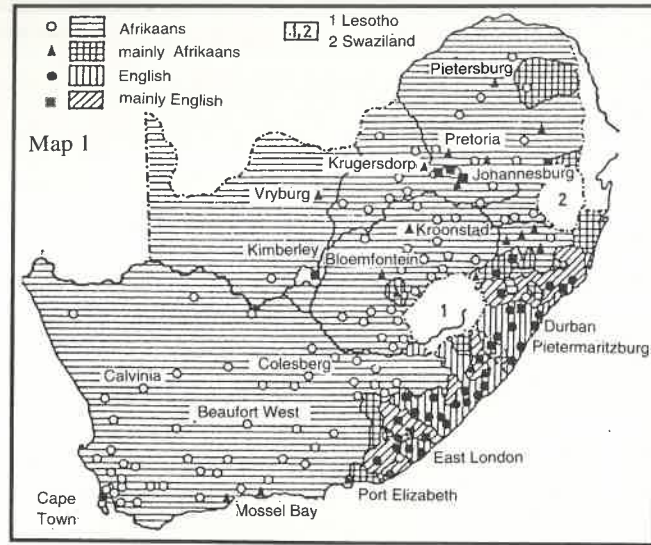 Afrikaans
mainly Afrikaans
English
mainly English
1,2
1 Lesotho
2 Swaziland
Map 1
Pietersburg
Pretoria
Krugersdorp
Johannesburg
Vryburg
2
Kroonstad
Kimberley
Bloemfontein
1
Durban
Pietermaritzburg
Colesberg
Calvinia
Beaufort West
East London
Port Elizabeth
Cape
Town
Mossel Bay